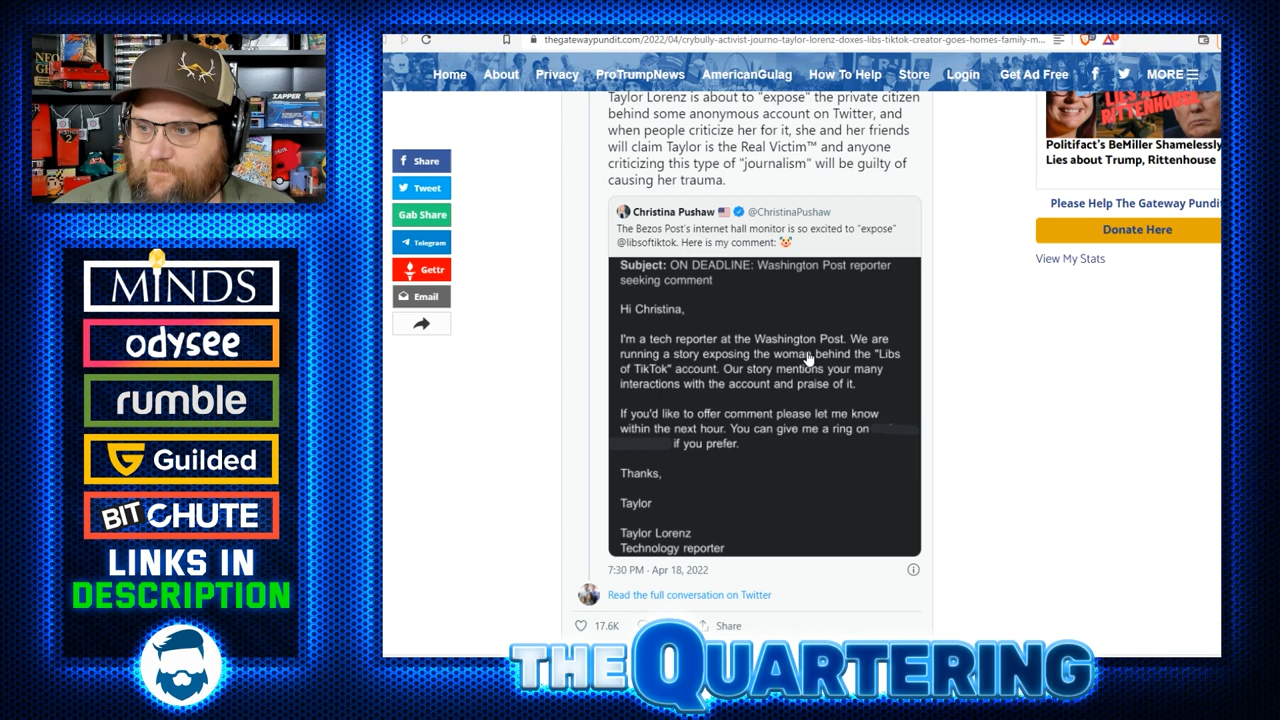 thegatewaypundit.com/2022/04/crybully-activist-journo-taylor-lorenz-doxes-libs-tiktok-creator-goes-homes-family-m...
Home About Privacy ProTrumpNews AmericanGulag How To Help Store Login Get Ad Free MORE
Taylor Lorenz is about to "expose" the private citizen
behind some anonymous account on Twitter, and
when people criticize her for it, she and her friends
will claim Taylor is the Real Victim™ and anyone
criticizing this type of "journalism" will be guilty of
causing her trauma.
Christina Pushaw @ChristinaPushaw
The Bezos Post's internet hall monitor is so excited to "expose"
@libsoftiktok. Here is my comment:
Subject: ON DEADLINE: Washington Post reporter
seeking comment
Hi Christina,
I'm a tech reporter at the Washington Post. We are
running a story exposing the woman behind the "Libs
of TikTok" account. Our story mentions your many
interactions with the account and praise of it.
If you'd like to offer comment please let me know
within the next hour. You can give me a ring on
if you prefer.
Thanks,
Taylor
Taylor Lorenz
Technology reporter
7:30 PM · Apr 18, 2022
Read the full conversation on Twitter
17.6K
Share
Share
Tweet
Gab Share
Telegram
Gettr
Email
LIES
RITTENHOUSE
Politifact's BeMiller Shamelessly
Lies about Trump, Rittenhouse
Please Help The Gateway Pundit
Donate Here
View My Stats
ZAPPER
MINDS
odysee
rumble
Guilded
BITCHUTE
LINKS IN
DESCRIPTION
THE QUARTERING